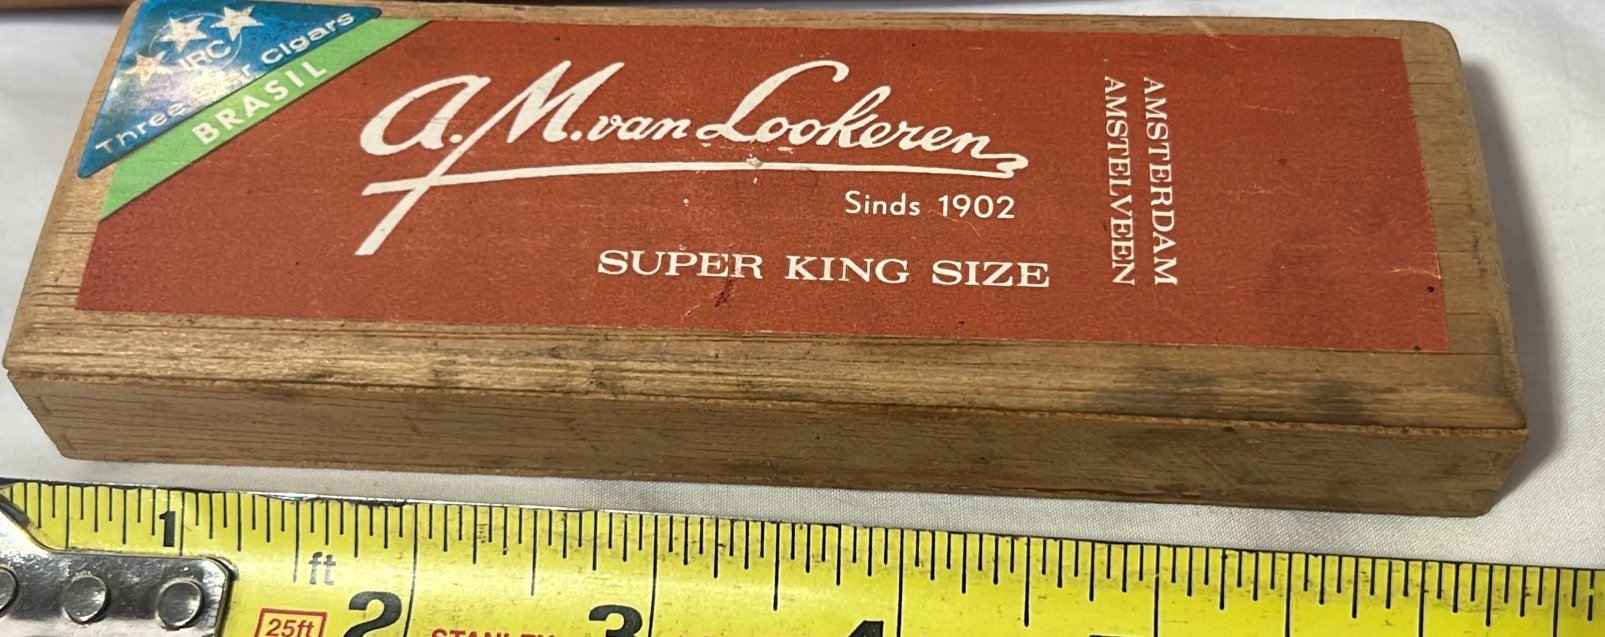 IRC
Three Star Cigars
BRASIL
A. M. van Lookeren
Sinds 1902
SUPER KING SIZE
AMSTERDAM
AMSTELVEEN
1
ft
25ft
2
3
4